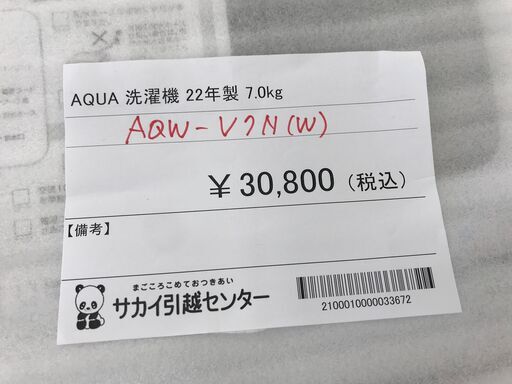 AQUA 洗濯機 22年製 7.0kg
AQW-V7N(W)
￥30,800（税込）
【備考】
まごころこめておつきあい
サカイ引越センター
2100010000033672